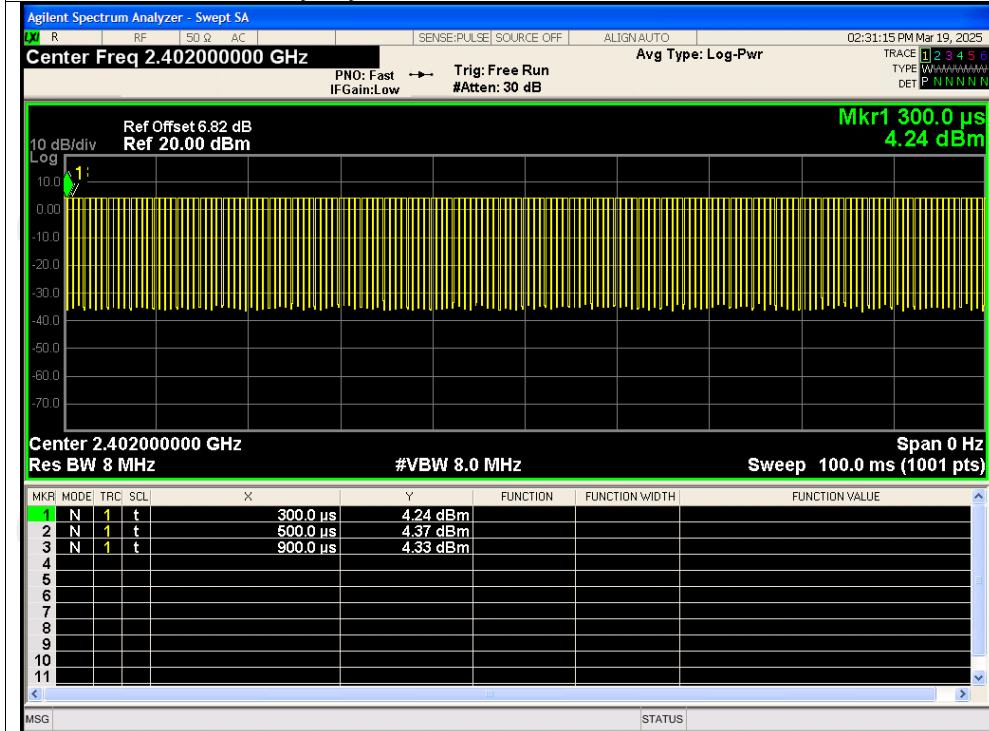 Agilent Spectrum Analyzer - Swept SA
LXI R RF 50 Ω AC SENSE:PULSE SOURCE OFF ALIGN AUTO 02:31:15 PM Mar 19, 2025
Center Freq 2.402000000 GHz
PNO: Fast
IFGain:Low
Trig: Free Run
#Atten: 30 dB
Avg Type: Log-Pwr
TRACE 1 2 3 4 5 6
TYPE WWWWWW
DET P N N N N N
Mkr1 300.0 µs
4.24 dBm
Ref Offset 6.82 dB
10 dB/div Ref 20.00 dBm
Log
1
10.0
0.00
-10.0
-20.0
-30.0
-40.0
-50.0
-60.0
-70.0
Center 2.402000000 GHz Span 0 Hz
Res BW 8 MHz #VBW 8.0 MHz Sweep 100.0 ms (1001 pts)
MKR MODE TRC SCL X Y FUNCTION FUNCTION WIDTH FUNCTION VALUE
1 N 1 t 300.0 µs 4.24 dBm
2 N 1 t 500.0 µs 4.37 dBm
3 N 1 t 900.0 µs 4.33 dBm
4
5
6
7
8
9
10
11
MSG STATUS